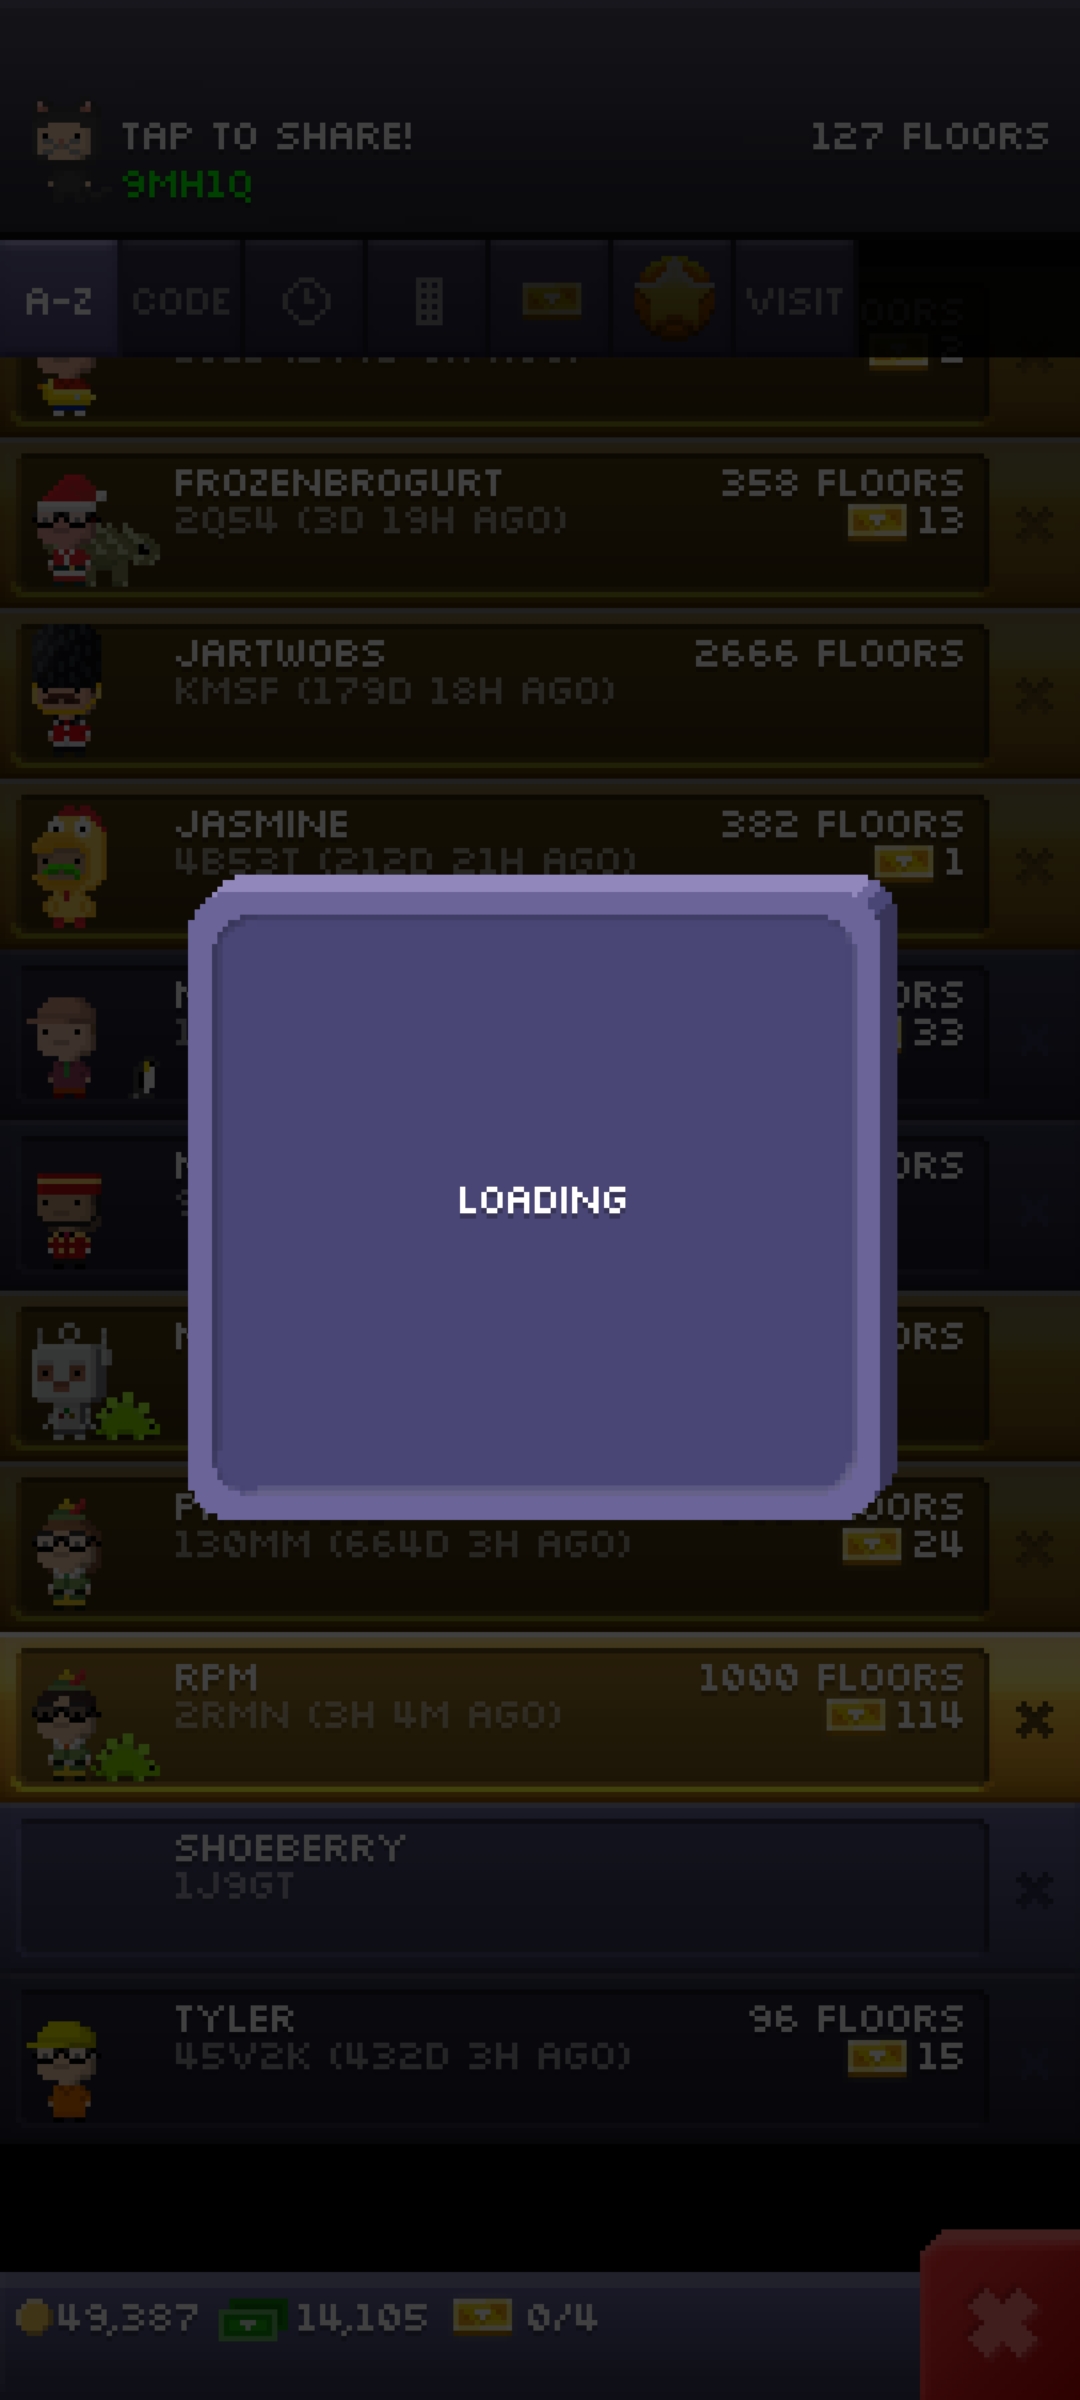 TAP TO SHARE!
127 FLOORS
9MH1Q
A-Z
CODE
VISIT
2
FROZENBROGURT
358 FLOORS
2Q54 (3D 19H AGO)
13
JARTWOBS
2666 FLOORS
KMSF (179D 18H AGO)
JASMINE
382 FLOORS
4B53T (212D 21H AGO)
1
33
LOADING
130MM (664D 3H AGO)
24
RPM
1000 FLOORS
2RMN (3H 4M AGO)
114
SHOEBERRY
1J9GT
TYLER
96 FLOORS
45V2K (432D 3H AGO)
15
49,387
14,105
0/4